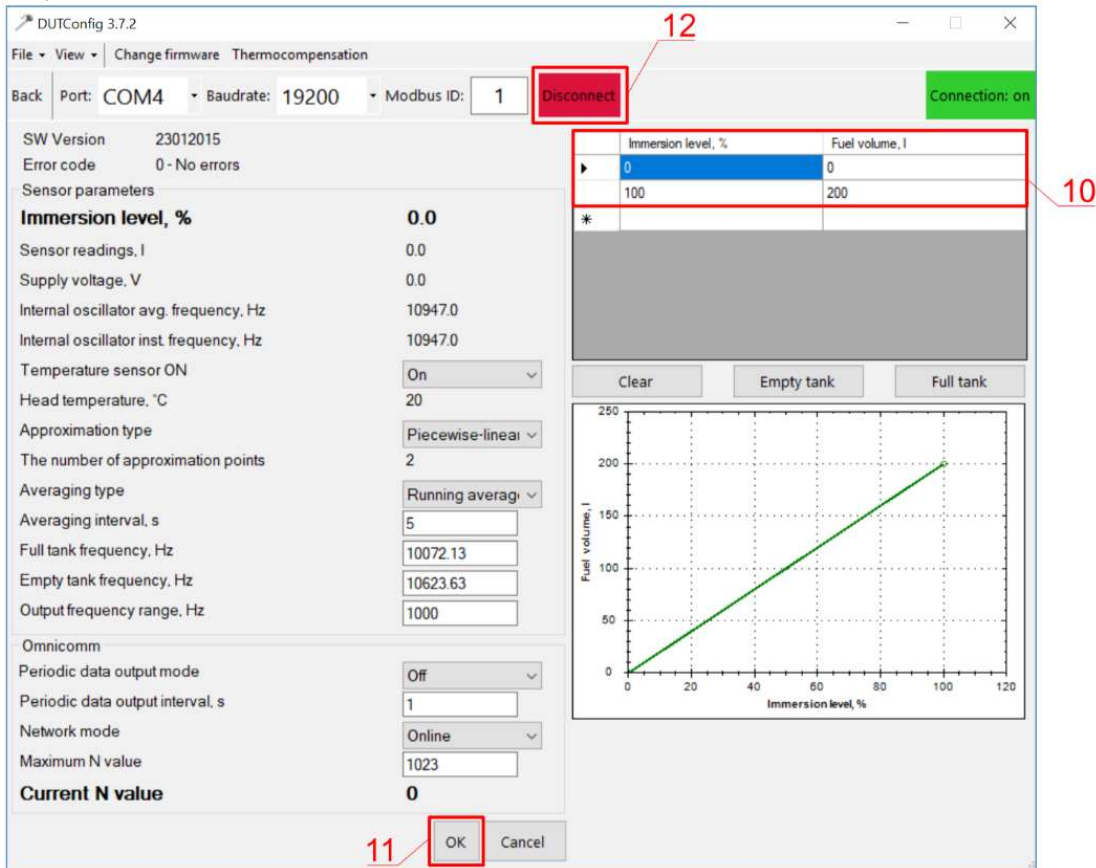 DUTConfig 3.7.2
12
File View Change firmware Thermocompensation
Back Port: COM4 Baudrate: 19200 Modbus ID: 1 Disconnect Connection: on
SW Version 23012015
Error code 0 - No errors
Sensor parameters
Immersion level, % 0.0
Sensor readings, l 0.0
Supply voltage, V 0.0
Internal oscillator avg. frequency, Hz 10947.0
Internal oscillator inst. frequency, Hz 10947.0
Temperature sensor ON On
Head temperature, °C 20
Approximation type Piecewise-linear
The number of approximation points 2
Averaging type Running average
Averaging interval, s 5
Full tank frequency, Hz 10072.13
Empty tank frequency, Hz 10623.63
Output frequency range, Hz 1000
Omnicomm
Periodic data output mode Off
Periodic data output interval, s 1
Network mode Online
Maximum N value 1023
Current N value 0
11
OK Cancel
Immersion level, % Fuel volume, l
0 0
100 200
*
10
Clear Empty tank Full tank
250
200
150
100
50
0
Fuel volume, l
0 20 40 60 80 100 120
Immersion level, %